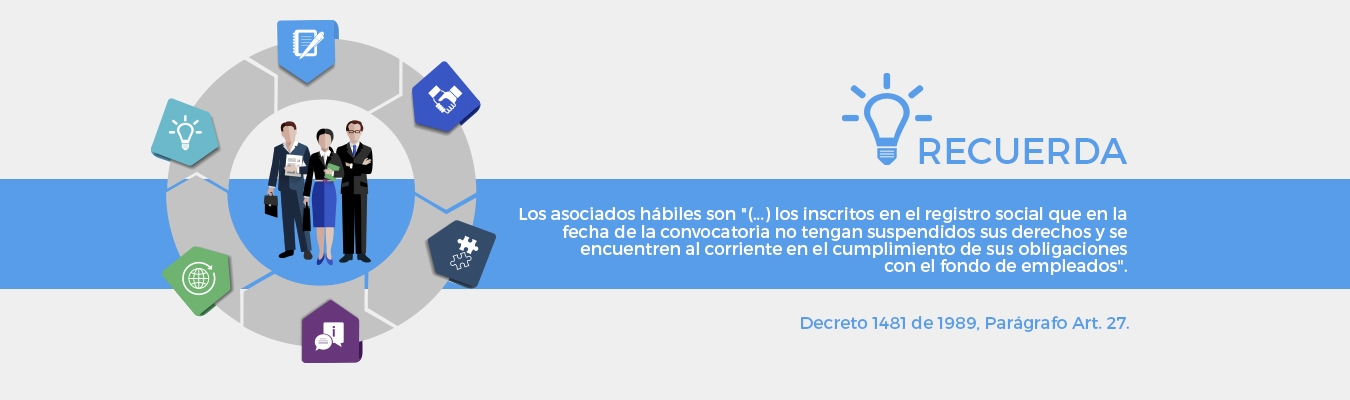 RECUERDA
Los asociados hábiles son "(...) los inscritos en el registro social que en la
fecha de la convocatoria no tengan suspendidos sus derechos y se
encuentren al corriente en el cumplimiento de sus obligaciones
con el fondo de empleados".
Decreto 1481 de 1989, Parágrafo Art. 27.
i